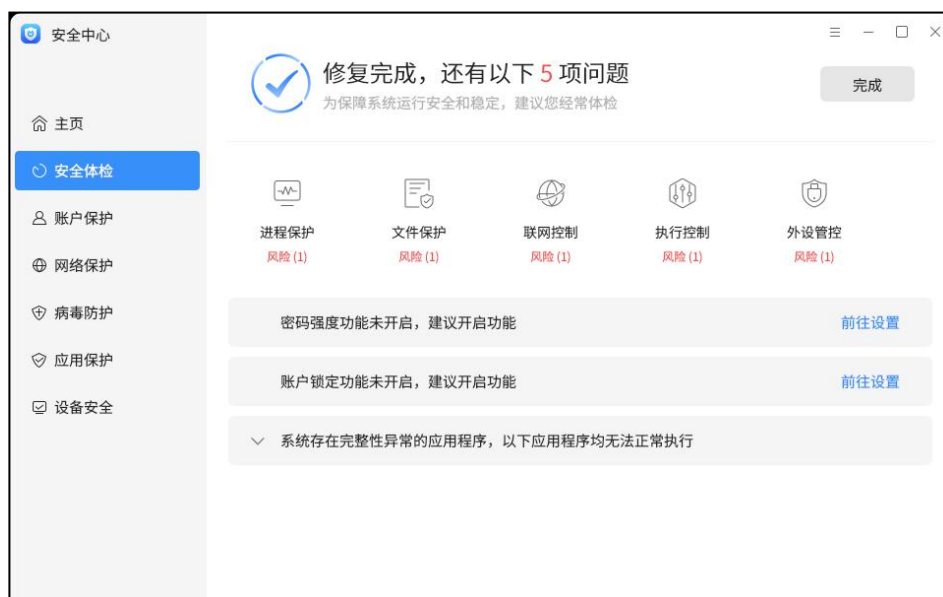 安全中心
修复完成，还有以下 5 项问题
为保障系统运行安全和稳定，建议您经常体检
完成
主页
安全体检
账户保护
网络保护
病毒防护
应用保护
设备安全
进程保护
风险 (1)
文件保护
风险 (1)
联网控制
风险 (1)
执行控制
风险 (1)
外设管控
风险 (1)
密码强度功能未开启，建议开启功能
前往设置
账户锁定功能未开启，建议开启功能
前往设置
系统存在完整性异常的应用程序，以下应用程序均无法正常执行